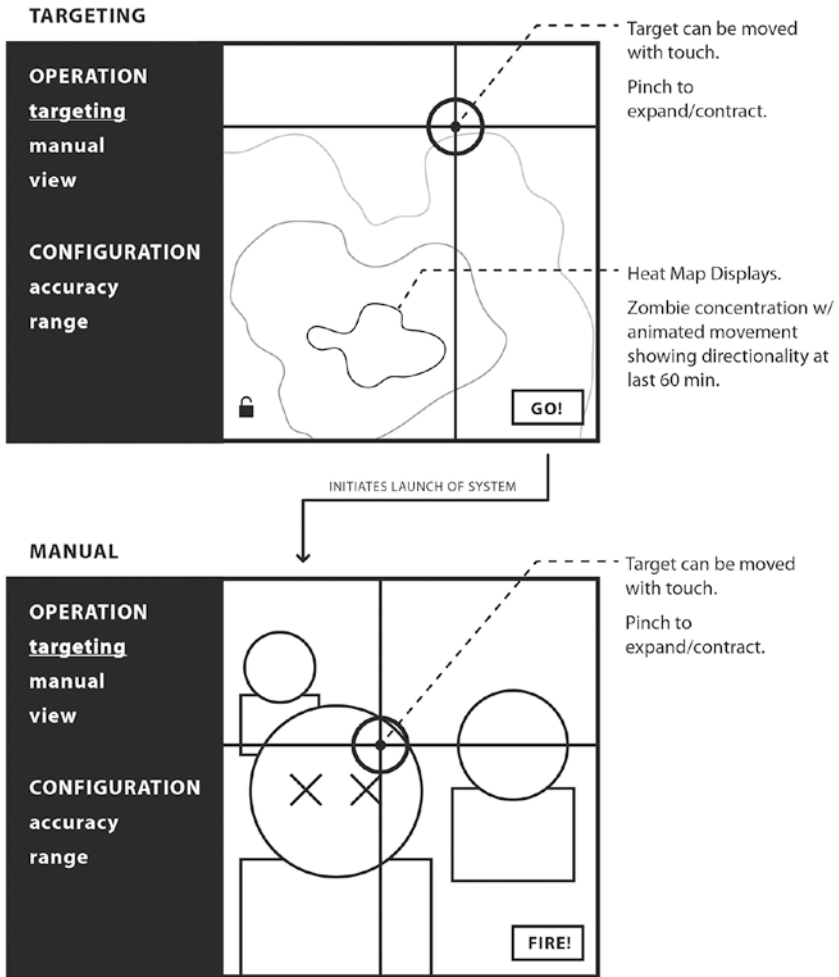 TARGETING
OPERATION
targeting
manual
view
CONFIGURATION
accuracy
range
GO!
Target can be moved
with touch.
Pinch to
expand/contract.
Heat Map Displays.
Zombie concentration w/
animated movement
showing directionality at
last 60 min.
INITIATES LAUNCH OF SYSTEM
MANUAL
OPERATION
targeting
manual
view
CONFIGURATION
accuracy
range
FIRE!
Target can be moved
with touch.
Pinch to
expand/contract.